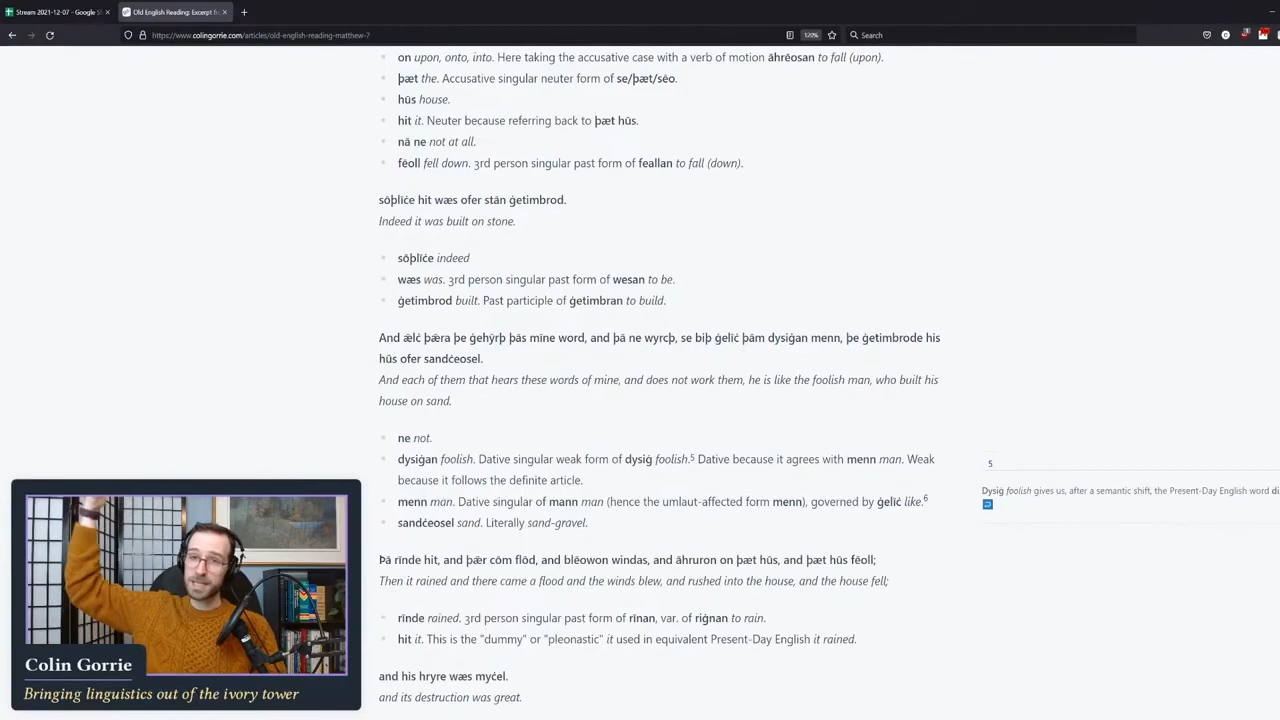 Stream 2021-12-07 - Google S
Old English Reading: Excerpt fr
https://www.colingorrie.com/articles/old-english-reading-matthew-7
120%
Search
on upon, onto, into. Here taking the accusative case with a verb of motion āhrēosan to fall (upon).
þæt the. Accusative singular neuter form of se/þæt/sēo.
hūs house.
hit it. Neuter because referring back to þæt hūs.
nā ne not at all.
fēoll fell down. 3rd person singular past form of feallan to fall (down).
sōþlīċe hit wæs ofer stān ġetimbrod.
Indeed it was built on stone.
sōþlīċe indeed
wæs was. 3rd person singular past form of wesan to be.
ġetimbrod built. Past participle of ġetimbran to build.
And ǣlċ þǣra þe ġehȳrþ þās mīne word, and þā ne wyrcþ, se biþ ġelīċ þām dysiġan menn, þe ġetimbrode his
hūs ofer sandċeosel.
And each of them that hears these words of mine, and does not work them, he is like the foolish man, who built his
house on sand.
ne not.
dysiġan foolish. Dative singular weak form of dysiġ foolish.5 Dative because it agrees with menn man. Weak
because it follows the definite article.
menn man. Dative singular of mann man (hence the umlaut-affected form menn), governed by ġelīċ like.6
sandċeosel sand. Literally sand-gravel.
5
Dysiġ foolish gives us, after a semantic shift, the Present-Day English word
Þā rīnde hit, and þǣr cōm flōd, and blēowon windas, and āhruron on þæt hūs, and þæt hūs fēoll;
Then it rained and there came a flood and the winds blew, and rushed into the house, and the house fell;
rīnde rained. 3rd person singular past form of rīnan, var. of riġnan to rain.
hit it. This is the "dummy" or "pleonastic" it used in equivalent Present-Day English it rained.
and his hryre wæs myċel.
and its destruction was great.
Colin Gorrie
Bringing linguistics out of the ivory tower